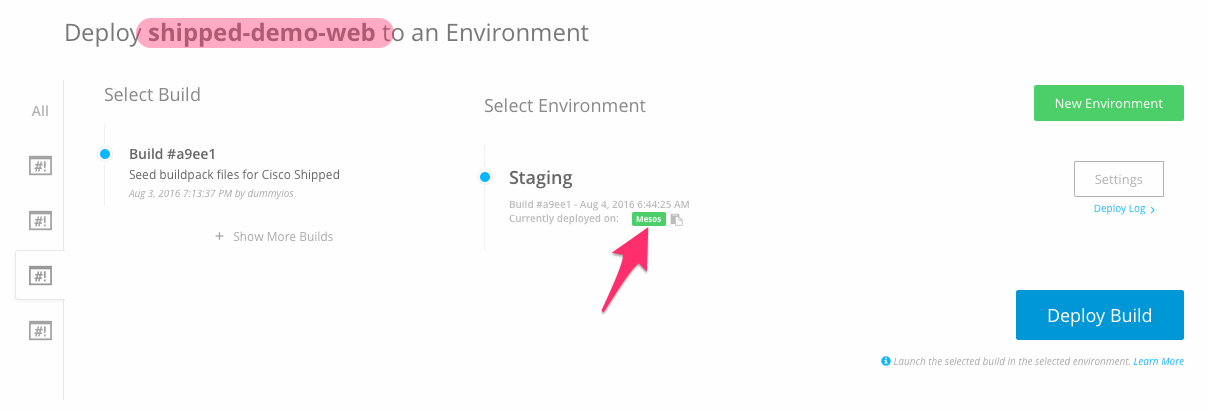 Deploy shipped-demo-web to an Environment
All
#!
#!
#!
#!
Select Build
Build #a9ee1
Seed buildpack files for Cisco Shipped
Aug 3, 2016 7:13:37 PM by dummyios
+ Show More Builds
Select Environment
New Environment
Staging
Build #a9ee1 - Aug 4, 2016 6:44:25 AM
Currently deployed on: Mesos
Settings
Deploy Log >
Deploy Build
Launch the selected build in the selected environment. Learn More